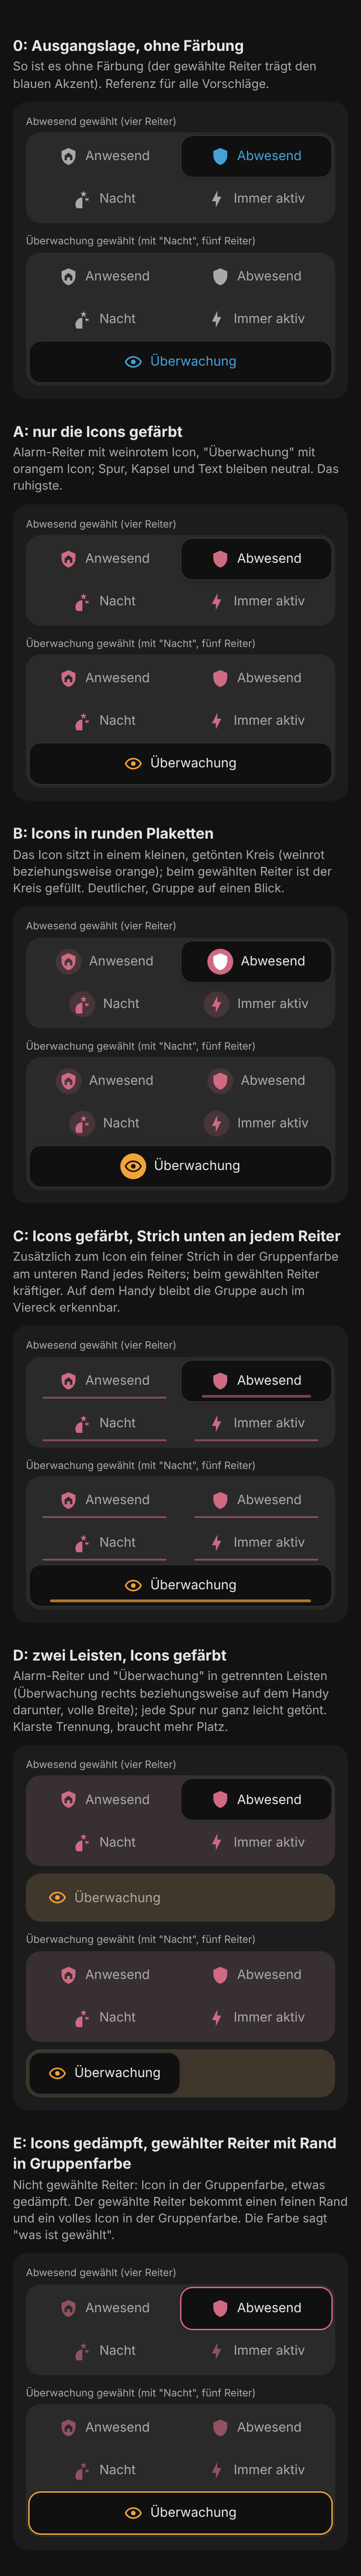 0: Ausgangslage, ohne Färbung
So ist es ohne Färbung (der gewählte Reiter trägt den
blauen Akzent). Referenz für alle Vorschläge.
Abwesend gewählt (vier Reiter)
Anwesend Abwesend
Nacht Immer aktiv
Überwachung gewählt (mit "Nacht", fünf Reiter)
Anwesend Abwesend
Nacht Immer aktiv
Überwachung
A: nur die Icons gefärbt
Alarm-Reiter mit weinrotem Icon, "Überwachung" mit
orangem Icon; Spur, Kapsel und Text bleiben neutral. Das
ruhigste.
Abwesend gewählt (vier Reiter)
Anwesend Abwesend
Nacht Immer aktiv
Überwachung gewählt (mit "Nacht", fünf Reiter)
Anwesend Abwesend
Nacht Immer aktiv
Überwachung
B: Icons in runden Plaketten
Das Icon sitzt in einem kleinen, getönten Kreis (weinrot
beziehungsweise orange); beim gewählten Reiter ist der
Kreis gefüllt. Deutlicher, Gruppe auf einen Blick.
Abwesend gewählt (vier Reiter)
Anwesend Abwesend
Nacht Immer aktiv
Überwachung gewählt (mit "Nacht", fünf Reiter)
Anwesend Abwesend
Nacht Immer aktiv
Überwachung
C: Icons gefärbt, Strich unten an jedem Reiter
Zusätzlich zum Icon ein feiner Strich in der Gruppenfarbe
am unteren Rand jedes Reiters; beim gewählten Reiter
kräftiger. Auf dem Handy bleibt die Gruppe auch im
Viereck erkennbar.
Abwesend gewählt (vier Reiter)
Anwesend Abwesend
Nacht Immer aktiv
Überwachung gewählt (mit "Nacht", fünf Reiter)
Anwesend Abwesend
Nacht Immer aktiv
Überwachung
D: zwei Leisten, Icons gefärbt
Alarm-Reiter und "Überwachung" in getrennten Leisten
(Überwachung rechts beziehungsweise auf dem Handy
darunter, volle Breite); jede Spur nur ganz leicht getönt.
Klarste Trennung, braucht mehr Platz.
Abwesend gewählt (vier Reiter)
Anwesend Abwesend
Nacht Immer aktiv
Überwachung
Überwachung gewählt (mit "Nacht", fünf Reiter)
Anwesend Abwesend
Nacht Immer aktiv
Überwachung
E: Icons gedämpft, gewählter Reiter mit Rand
in Gruppenfarbe
Nicht gewählte Reiter: Icon in der Gruppenfarbe, etwas
gedämpft. Der gewählte Reiter bekommt einen feinen Rand
und ein volles Icon in der Gruppenfarbe. Die Farbe sagt
"was ist gewählt".
Abwesend gewählt (vier Reiter)
Anwesend Abwesend
Nacht Immer aktiv
Überwachung gewählt (mit "Nacht", fünf Reiter)
Anwesend Abwesend
Nacht Immer aktiv
Überwachung